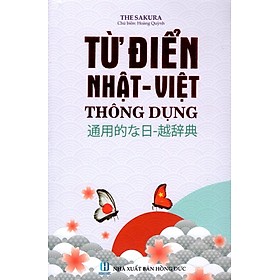 THE SAKURA
Chủ biên: Hoàng Quỳnh
TỪ ĐIỂN
NHẬT-VIỆT
THÔNG DỤNG
通用的な日-越辞典
NHÀ XUẤT BẢN HỒNG ĐỨC